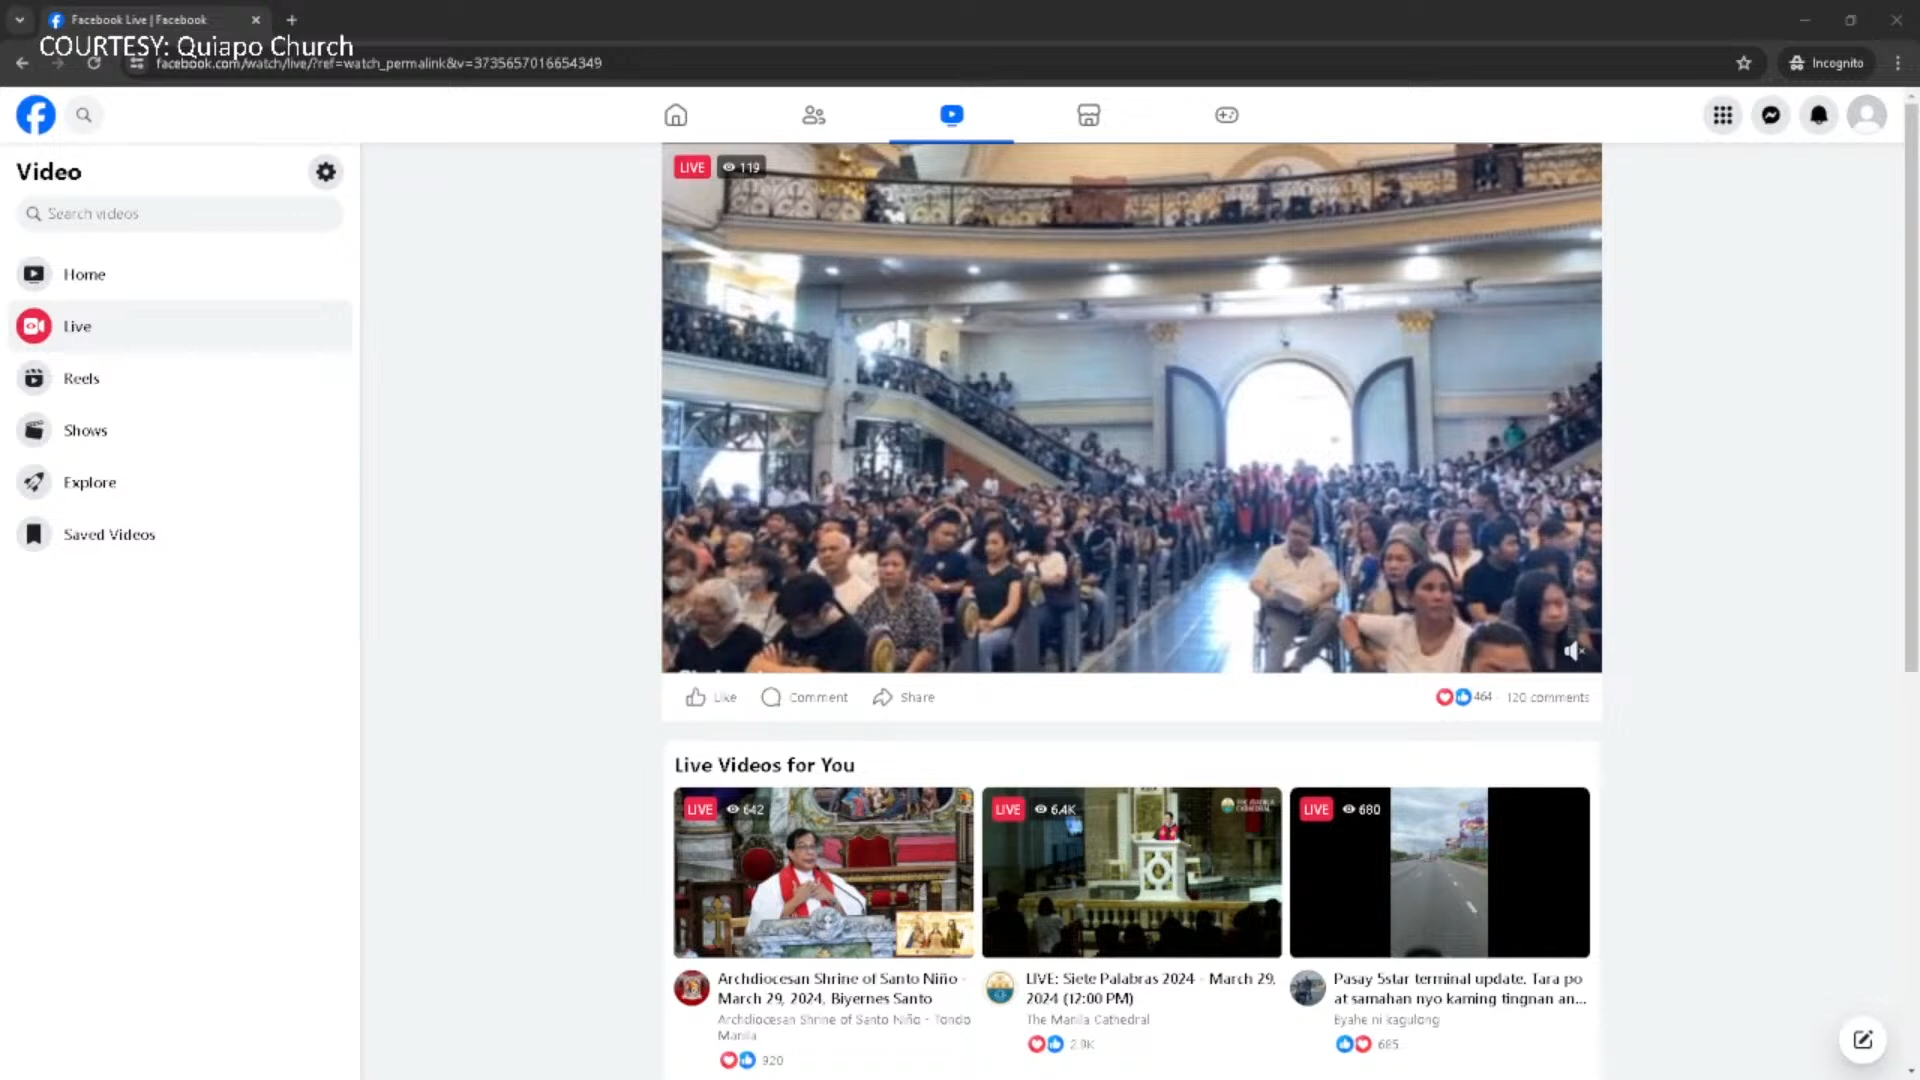 Facebook Live | Facebook
COURTESY: Quiapo Church
facebook.com/watch/live/?ref=watch_permalink&v=3735657016654349
Incognito
Video
Search videos
Home
Live
Reels
Shows
Explore
Saved Videos
LIVE 119
Like
Comment
Share
464 · 120 comments
Live Videos for You
LIVE 642
Archdiocesan Shrine of Santo Niño -
March 29, 2024, Biyernes Santo
Archdiocesan Shrine of Santo Niño - Tondo
Manila
920
LIVE 6.4K
THE MANILA
CATHEDRAL
LIVE: Siete Palabras 2024 - March 29,
2024 (12:00 PM)
The Manila Cathedral
2.9K
LIVE 680
Pasay 5star terminal update. Tara po
at samahan nyo kaming tingnan an...
Byahe ni kagulong
685